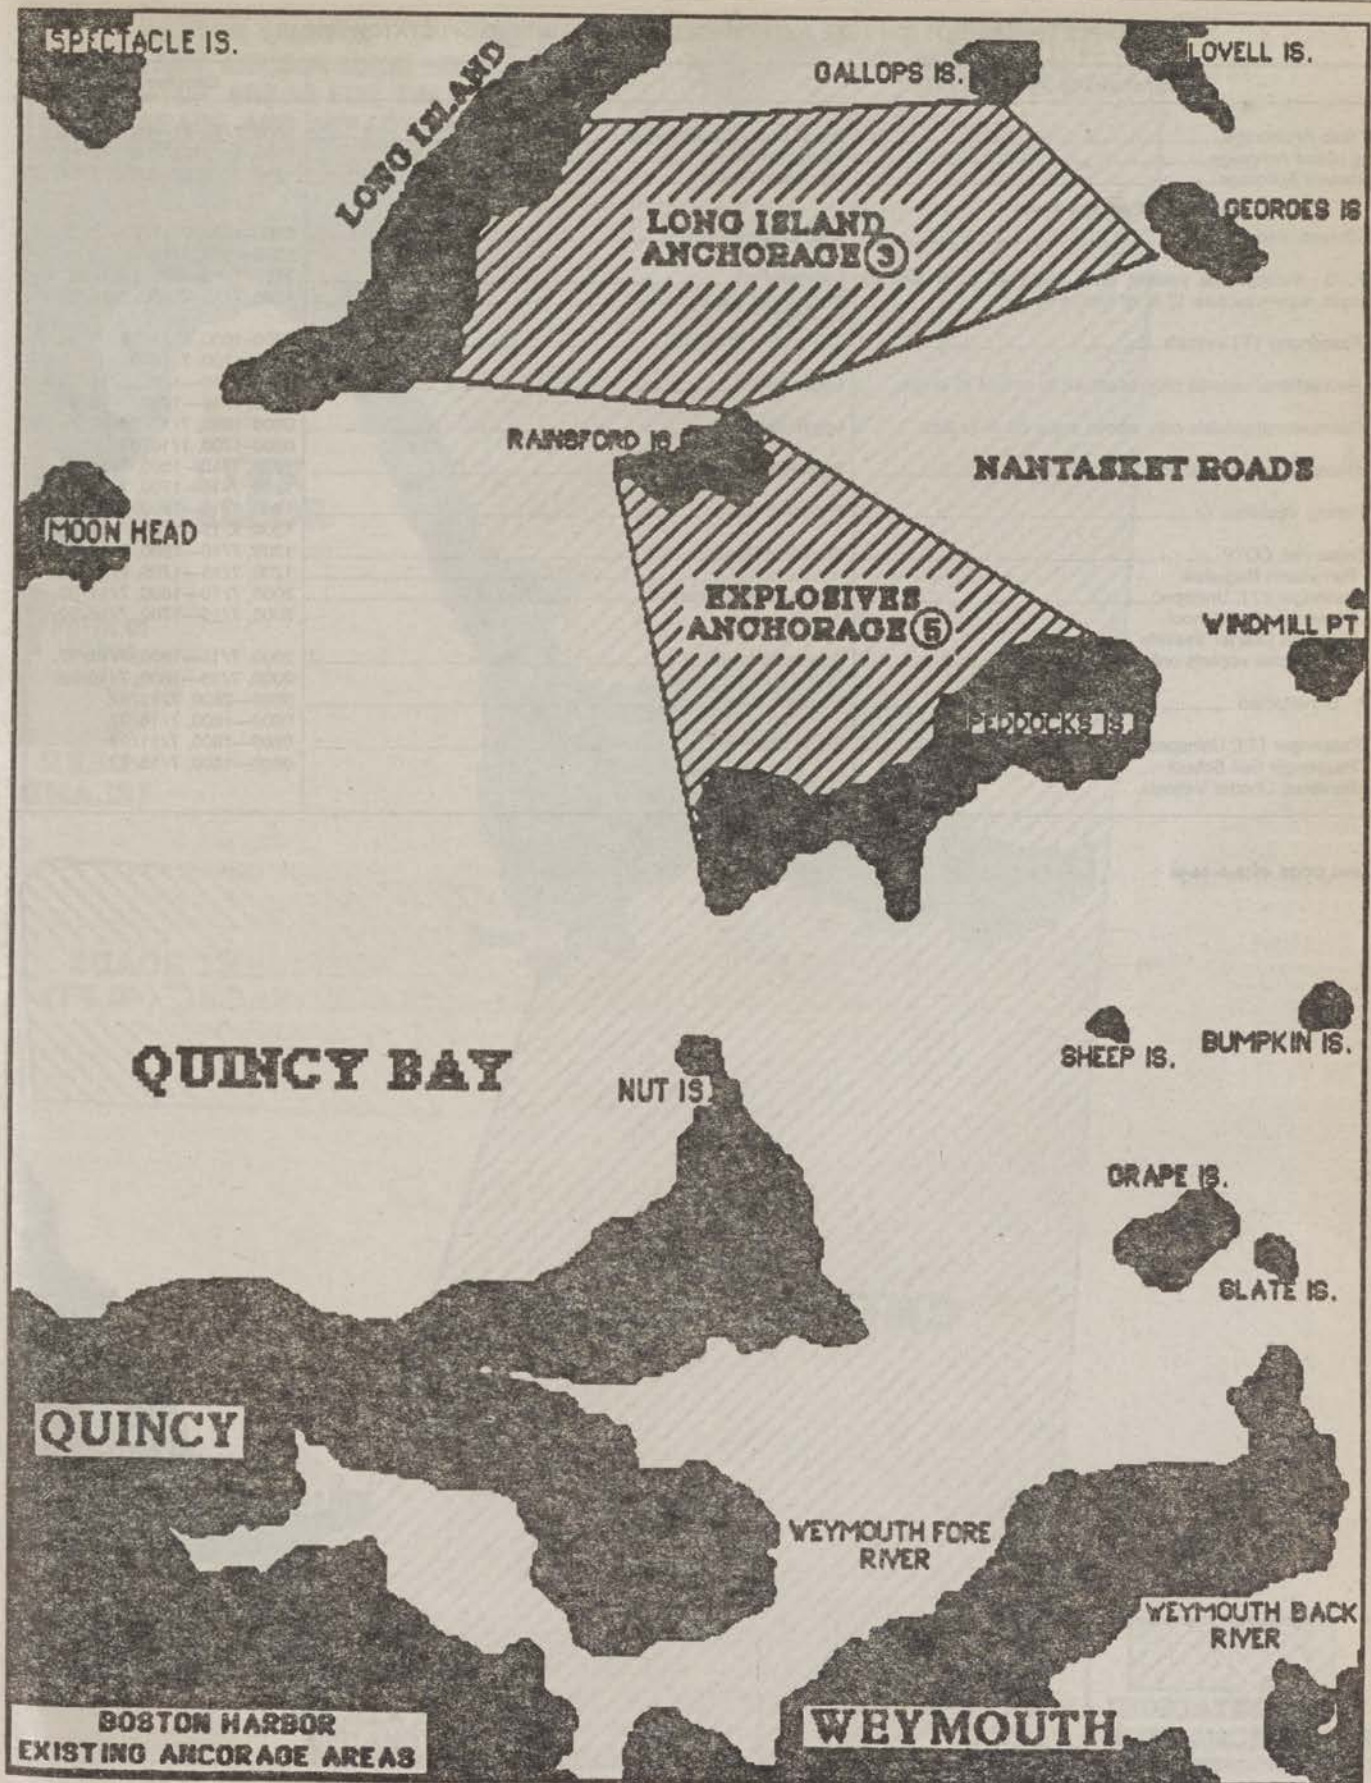 SPECTACLE IS.
LONG ISLAND
GALLOPS IS.
LOVELL IS.
GEORGES IS
LONG ISLAND
ANCHORAGE 3
RAINSFORD IS.
NANTASKET ROADS
MOON HEAD
EXPLOSIVES
ANCHORAGE 5
WINDMILL PT
PEDDOCKS IS.
QUINCY BAY
NUT IS.
SHEEP IS.
BUMPKIN IS.
GRAPE IS.
SLATE IS.
QUINCY
WEYMOUTH FORE
RIVER
WEYMOUTH BACK
RIVER
BOSTON HARBOR
EXISTING ANCORAGE AREAS
WEYMOUTH